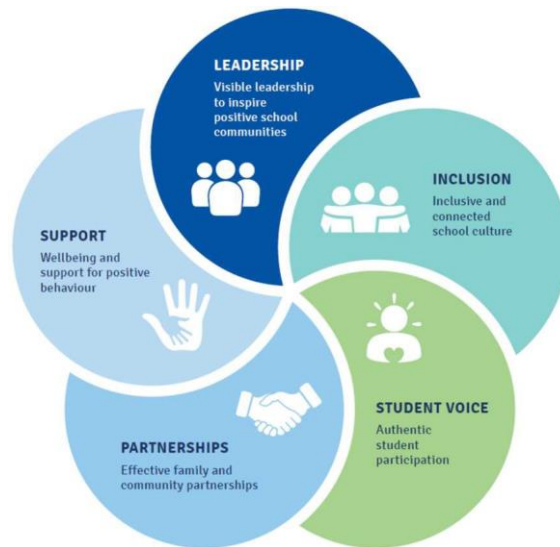 LEADERSHIP
Visible leadership
to inspire
positive school
communities
INCLUSION
Inclusive and
connected
school culture
STUDENT VOICE
Authentic
student
participation
PARTNERSHIPS
Effective family and
community partnerships
SUPPORT
Wellbeing and
support for positive
behaviour